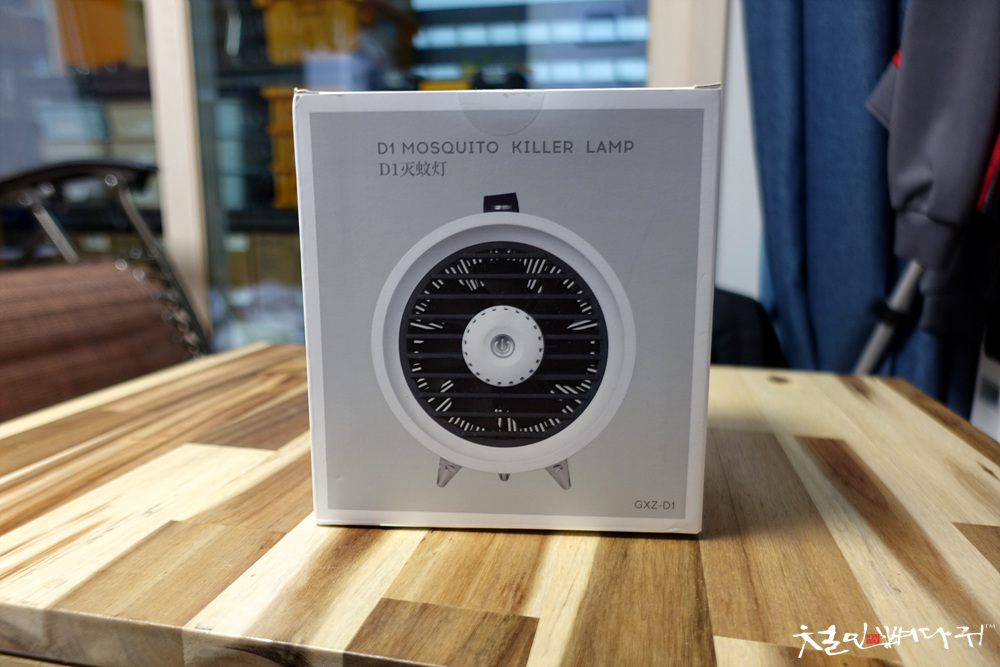 D1 MOSQUITO KILLER LAMP
D1灭蚊灯
GXZ-D1